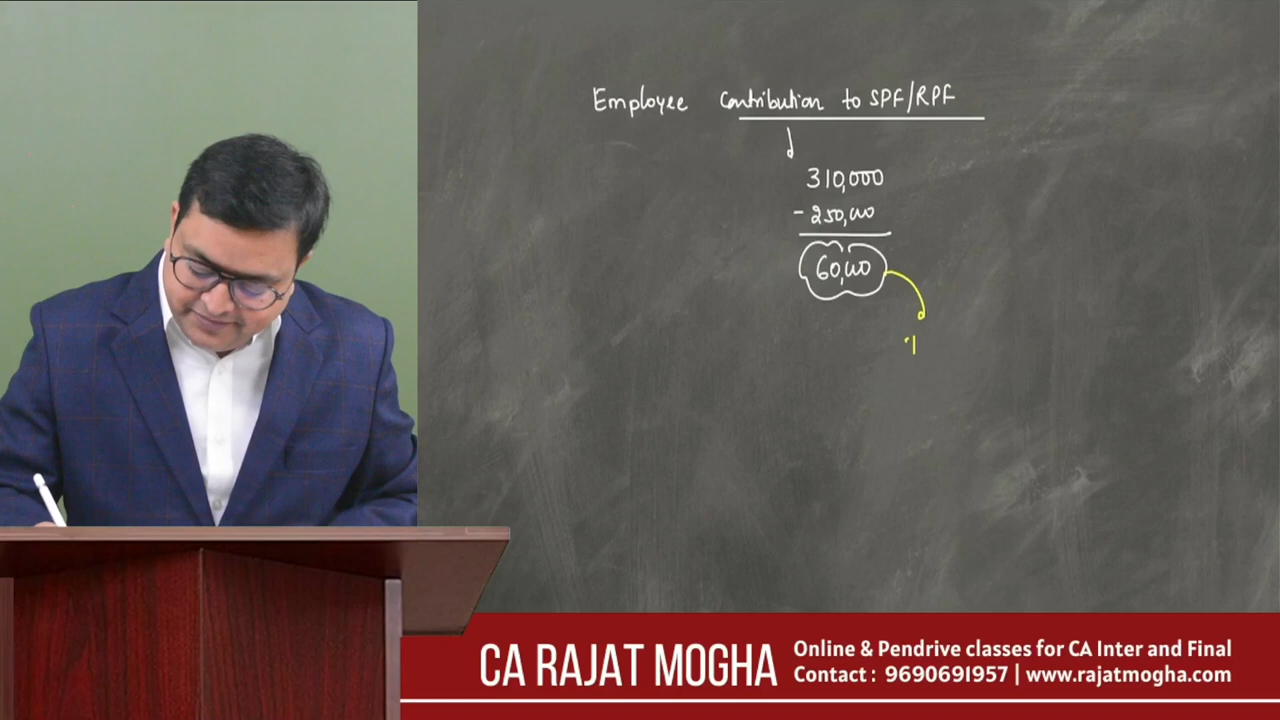 Employee Contribution to SPF/RPF
310,000
- 250,000
60,000
CA RAJAT MOGHA
Online & Pendrive classes for CA Inter and Final
Contact : 9690691957 | www.rajatmogha.com